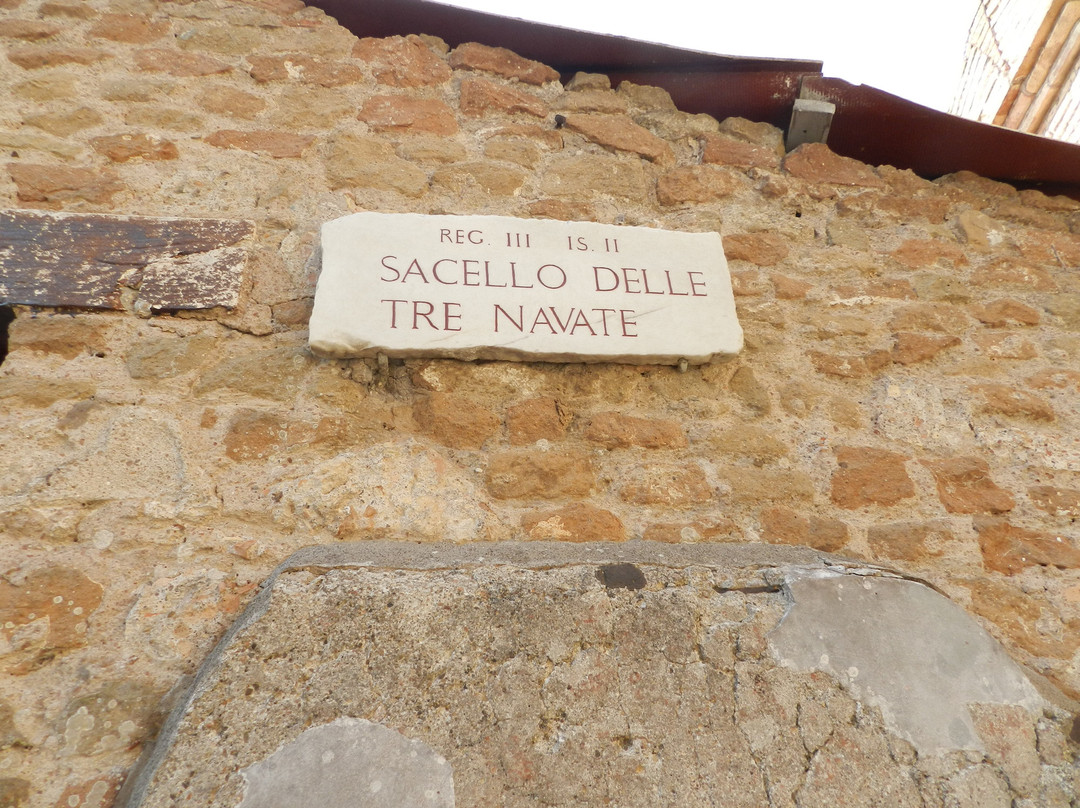 REG. III IS. II
SACELLO DELLE
TRE NAVATE